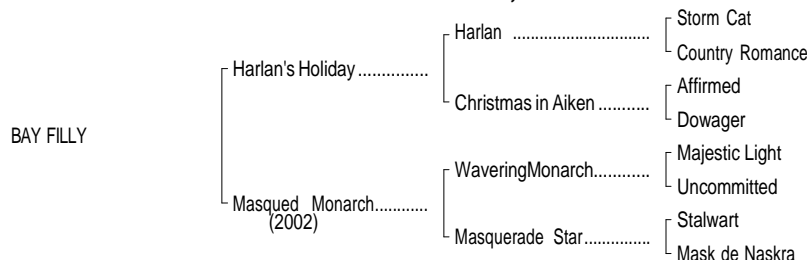 Storm Cat
Harlan ...............................
Country Romance
Harlan's Holiday ...............
Affirmed
Christmas in Aiken ...........
Dowager
BAY FILLY
Majestic Light
WaveringMonarch............
Uncommitted
Masqued Monarch............
(2002)
Stalwart
Masquerade Star...............
Mask de Naskra